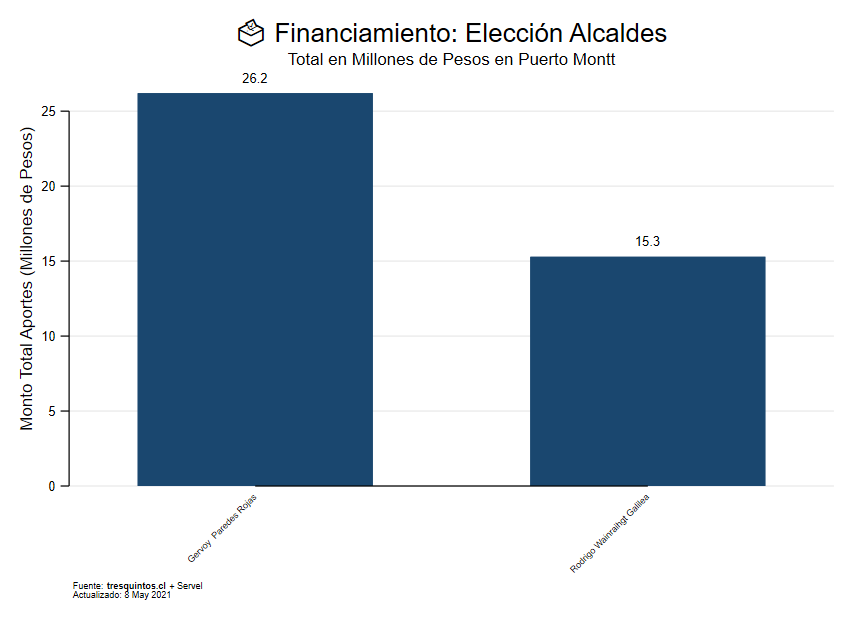 Financiamiento: Elección Alcaldes
Total en Millones de Pesos en Puerto Montt
26.2
15.3
Monto Total Aportes (Millones de Pesos)
25
20
15
10
5
0
Gervoy Paredes Rojas
Rodrigo Wainraihgt Galilea
Fuente: tresquintos.cl + Servel
Actualizado: 8 May 2021